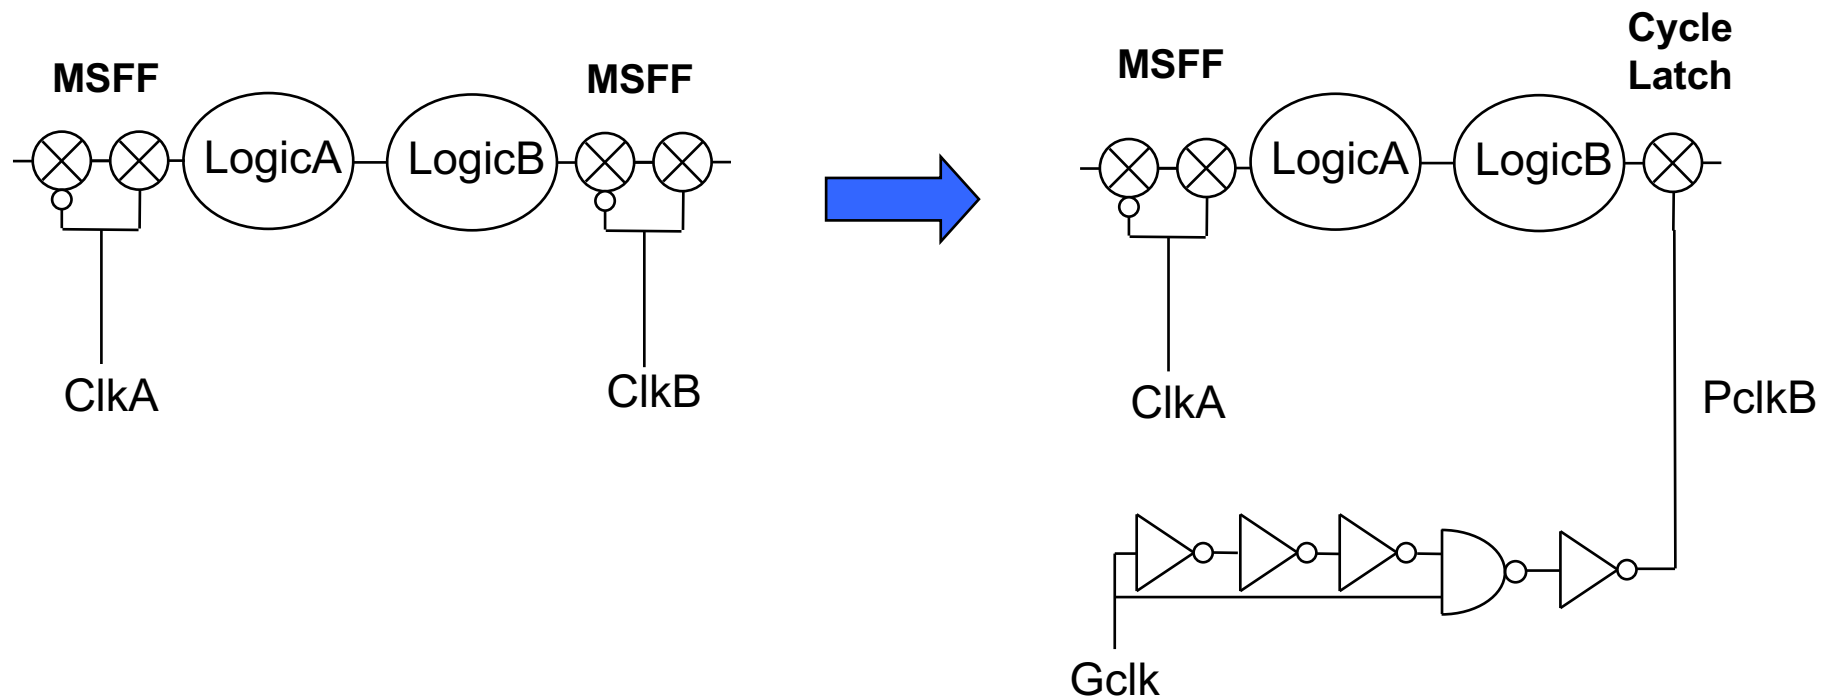 MSFF
MSFF
LogicA
LogicB
ClkA
ClkB
MSFF
Cycle
Latch
LogicA
LogicB
ClkA
PclkB
Gclk